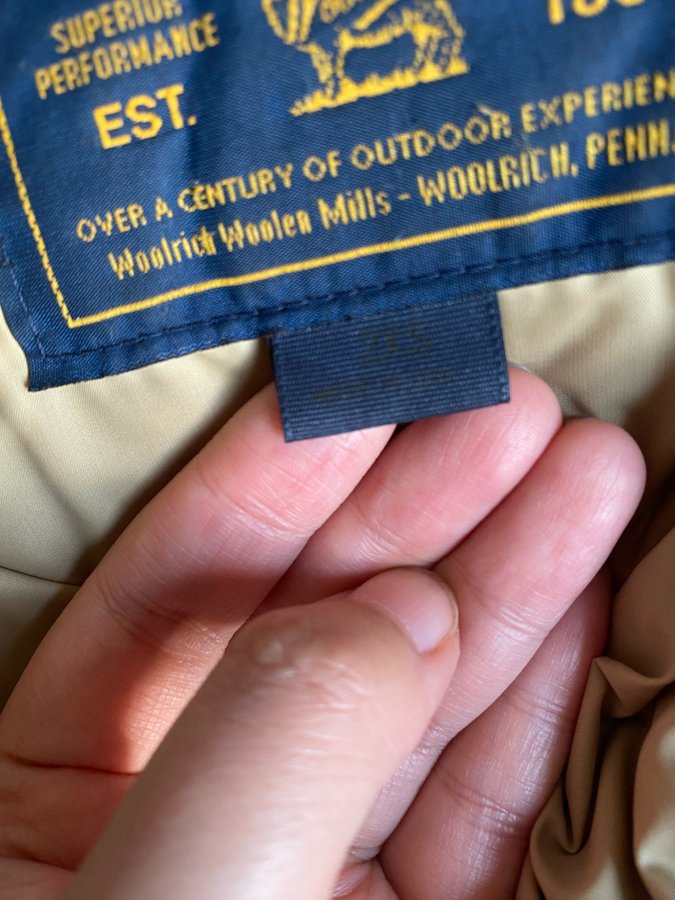 SUPERIOR
PERFORMANCE
EST.
OVER A CENTURY OF OUTDOOR EXPERIEN
Woolrich Woolen Mills - WOOLRICH, PENN.